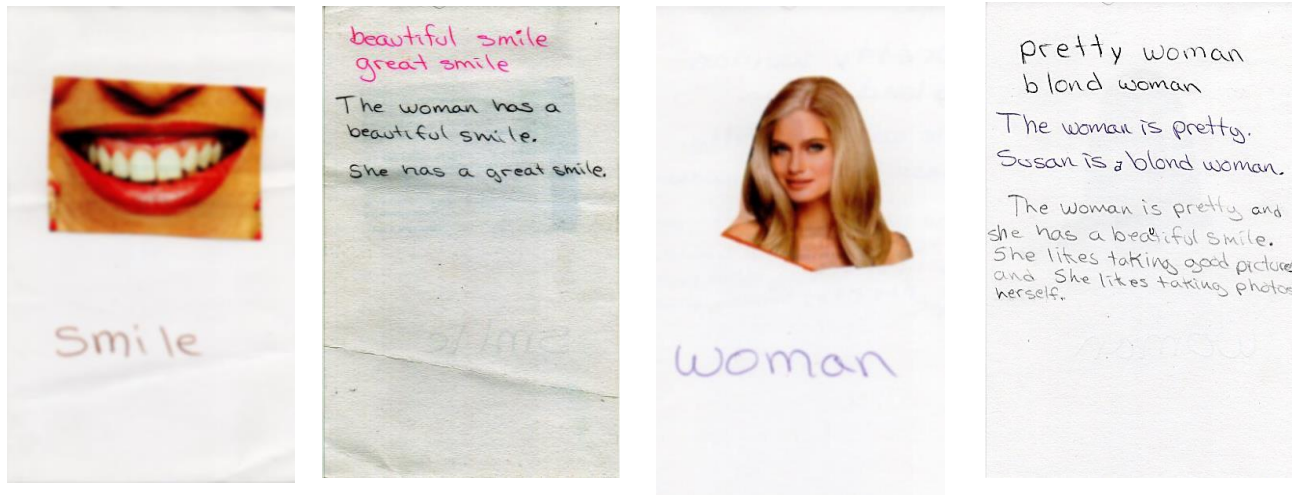 smile
beautiful smile
great smile
The woman has a
beautiful smile.
She has a great smile.
woman
pretty woman
blond woman
The woman is pretty.
Susan is a blond woman.
The woman is pretty and
she has a beautiful smile.
She likes taking good pictures
and She likes taking photos
herself.